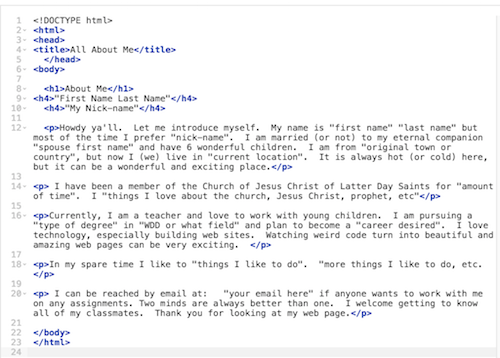 1 <!DOCTYPE html>
2 <html>
3 <head>
4 <title>All About Me</title>
5 </head>
6 <body>
7
8 <h1>About Me</h1>
9 <h4>"First Name Last Name"</h4>
10 <h4>"My Nick-name"</h4>
11
12 <p>Howdy ya'll. Let me introduce myself. My name is "first name" "last name" but
most of the time I prefer "nick-name". I am married (or not) to my eternal companion
"spouse first name" and have 6 wonderful children. I am from "original town or
country", but now I (we) live in "current location". It is always hot (or cold) here,
but it can be a wonderful and exciting place.</p>
13
14 <p> I have been a member of the Church of Jesus Christ of Latter Day Saints for "amount
of time". I "things I love about the church, Jesus Christ, prophet, etc"</p>
15
16 <p>Currently, I am a teacher and love to work with young children. I am pursuing a
"type of degree" in "WDD or what field" and plan to become a "career desired". I love
technology, especially building web sites. Watching weird code turn into beautiful and
amazing web pages can be very exciting. </p>
17
18 <p>In my spare time I like to "things I like to do". "more things I like to do, etc.
</p>
19
20 <p> I can be reached by email at: "your email here" if anyone wants to work with me
on any assignments. Two minds are always better than one. I welcome getting to know
all of my classmates. Thank you for looking at my web page.</p>
21
22 </body>
23 </html>
24